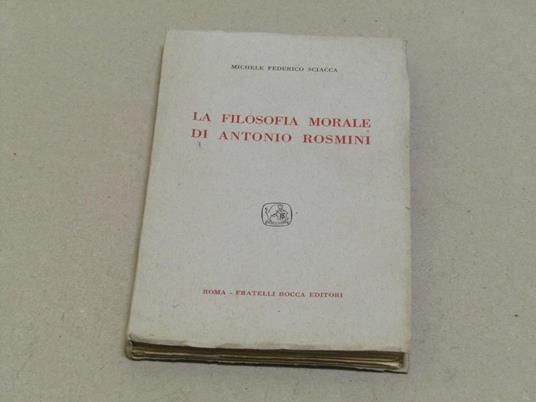 MICHELE FEDERICO SCIACCA
LA FILOSOFIA MORALE
DI ANTONIO ROSMINI
ROMA - FRATELLI BOCCA EDITORI